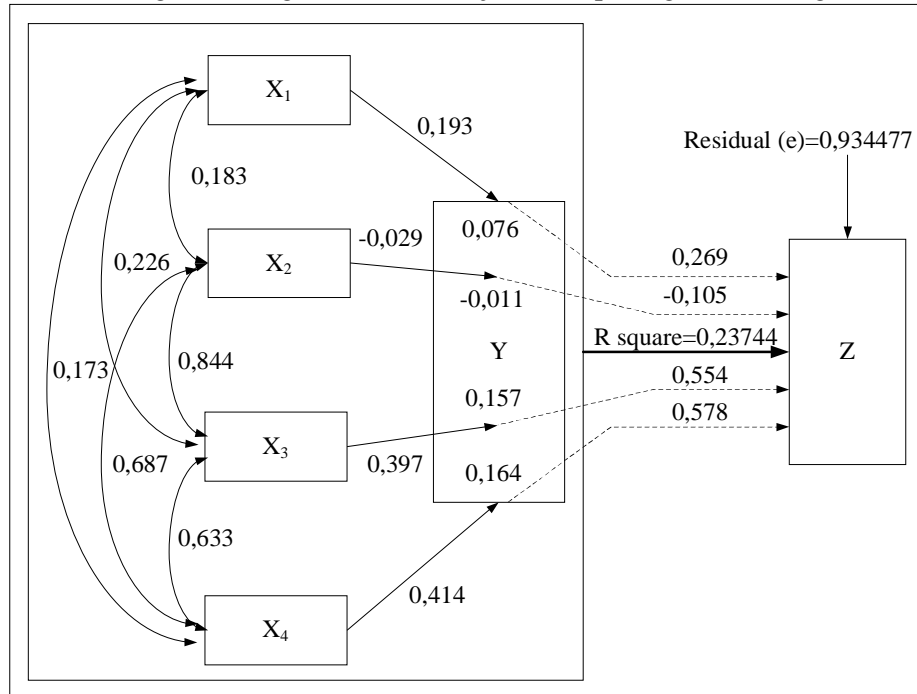 X₁
0,193
Residual (e)=0,934477
0,183
0,076
-0,029
X₂
0,269
0,226
-0,011
-0,105
R square=0,23744
Y
Z
0,173
0,844
0,554
0,157
0,578
X₃
0,687
0,397
0,164
0,633
0,414
X₄